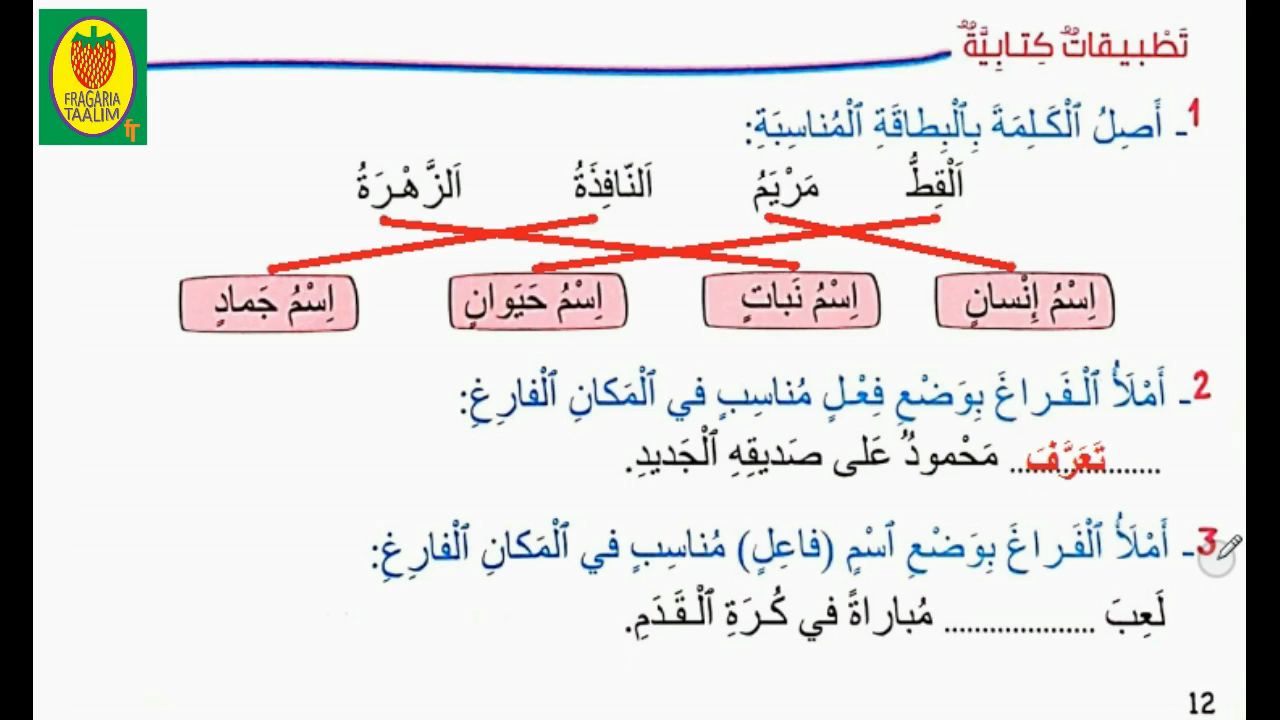 FRAGARIA
TAALIM
FT
تَطْبيقاتٌ كِتابِيَّةٌ
1- أَصِلُ ٱلْكَـلِمَةَ بِٱلْبِطاقَةِ ٱلْمُناسِبَةِ:
اَلْقِطُّ مَرْيَمُ اَلنّافِذَةُ اَلزَّهْرَةُ
اِسْمُ إِنْسانٍ اِسْمُ نَباتٍ اِسْمُ حَيَوانٍ اِسْمُ جَمادٍ
2- أَمْلَأُ ٱلْفَراغَ بِوَضْعِ فِعْلٍ مُناسِبٍ في ٱلْمَكانِ ٱلْفارِغِ:
تَعَرَّفَ ........ مَحْمودٌ عَلى صَديقِهِ ٱلْجَديدِ.
3- أَمْلَأُ ٱلْفَراغَ بِوَضْعِ ٱسْمٍ (فاعِلٍ) مُناسِبٍ في ٱلْمَكانِ ٱلْفارِغِ:
لَعِبَ .................... مُباراةً في كُرَةِ ٱلْقَدَمِ.
12